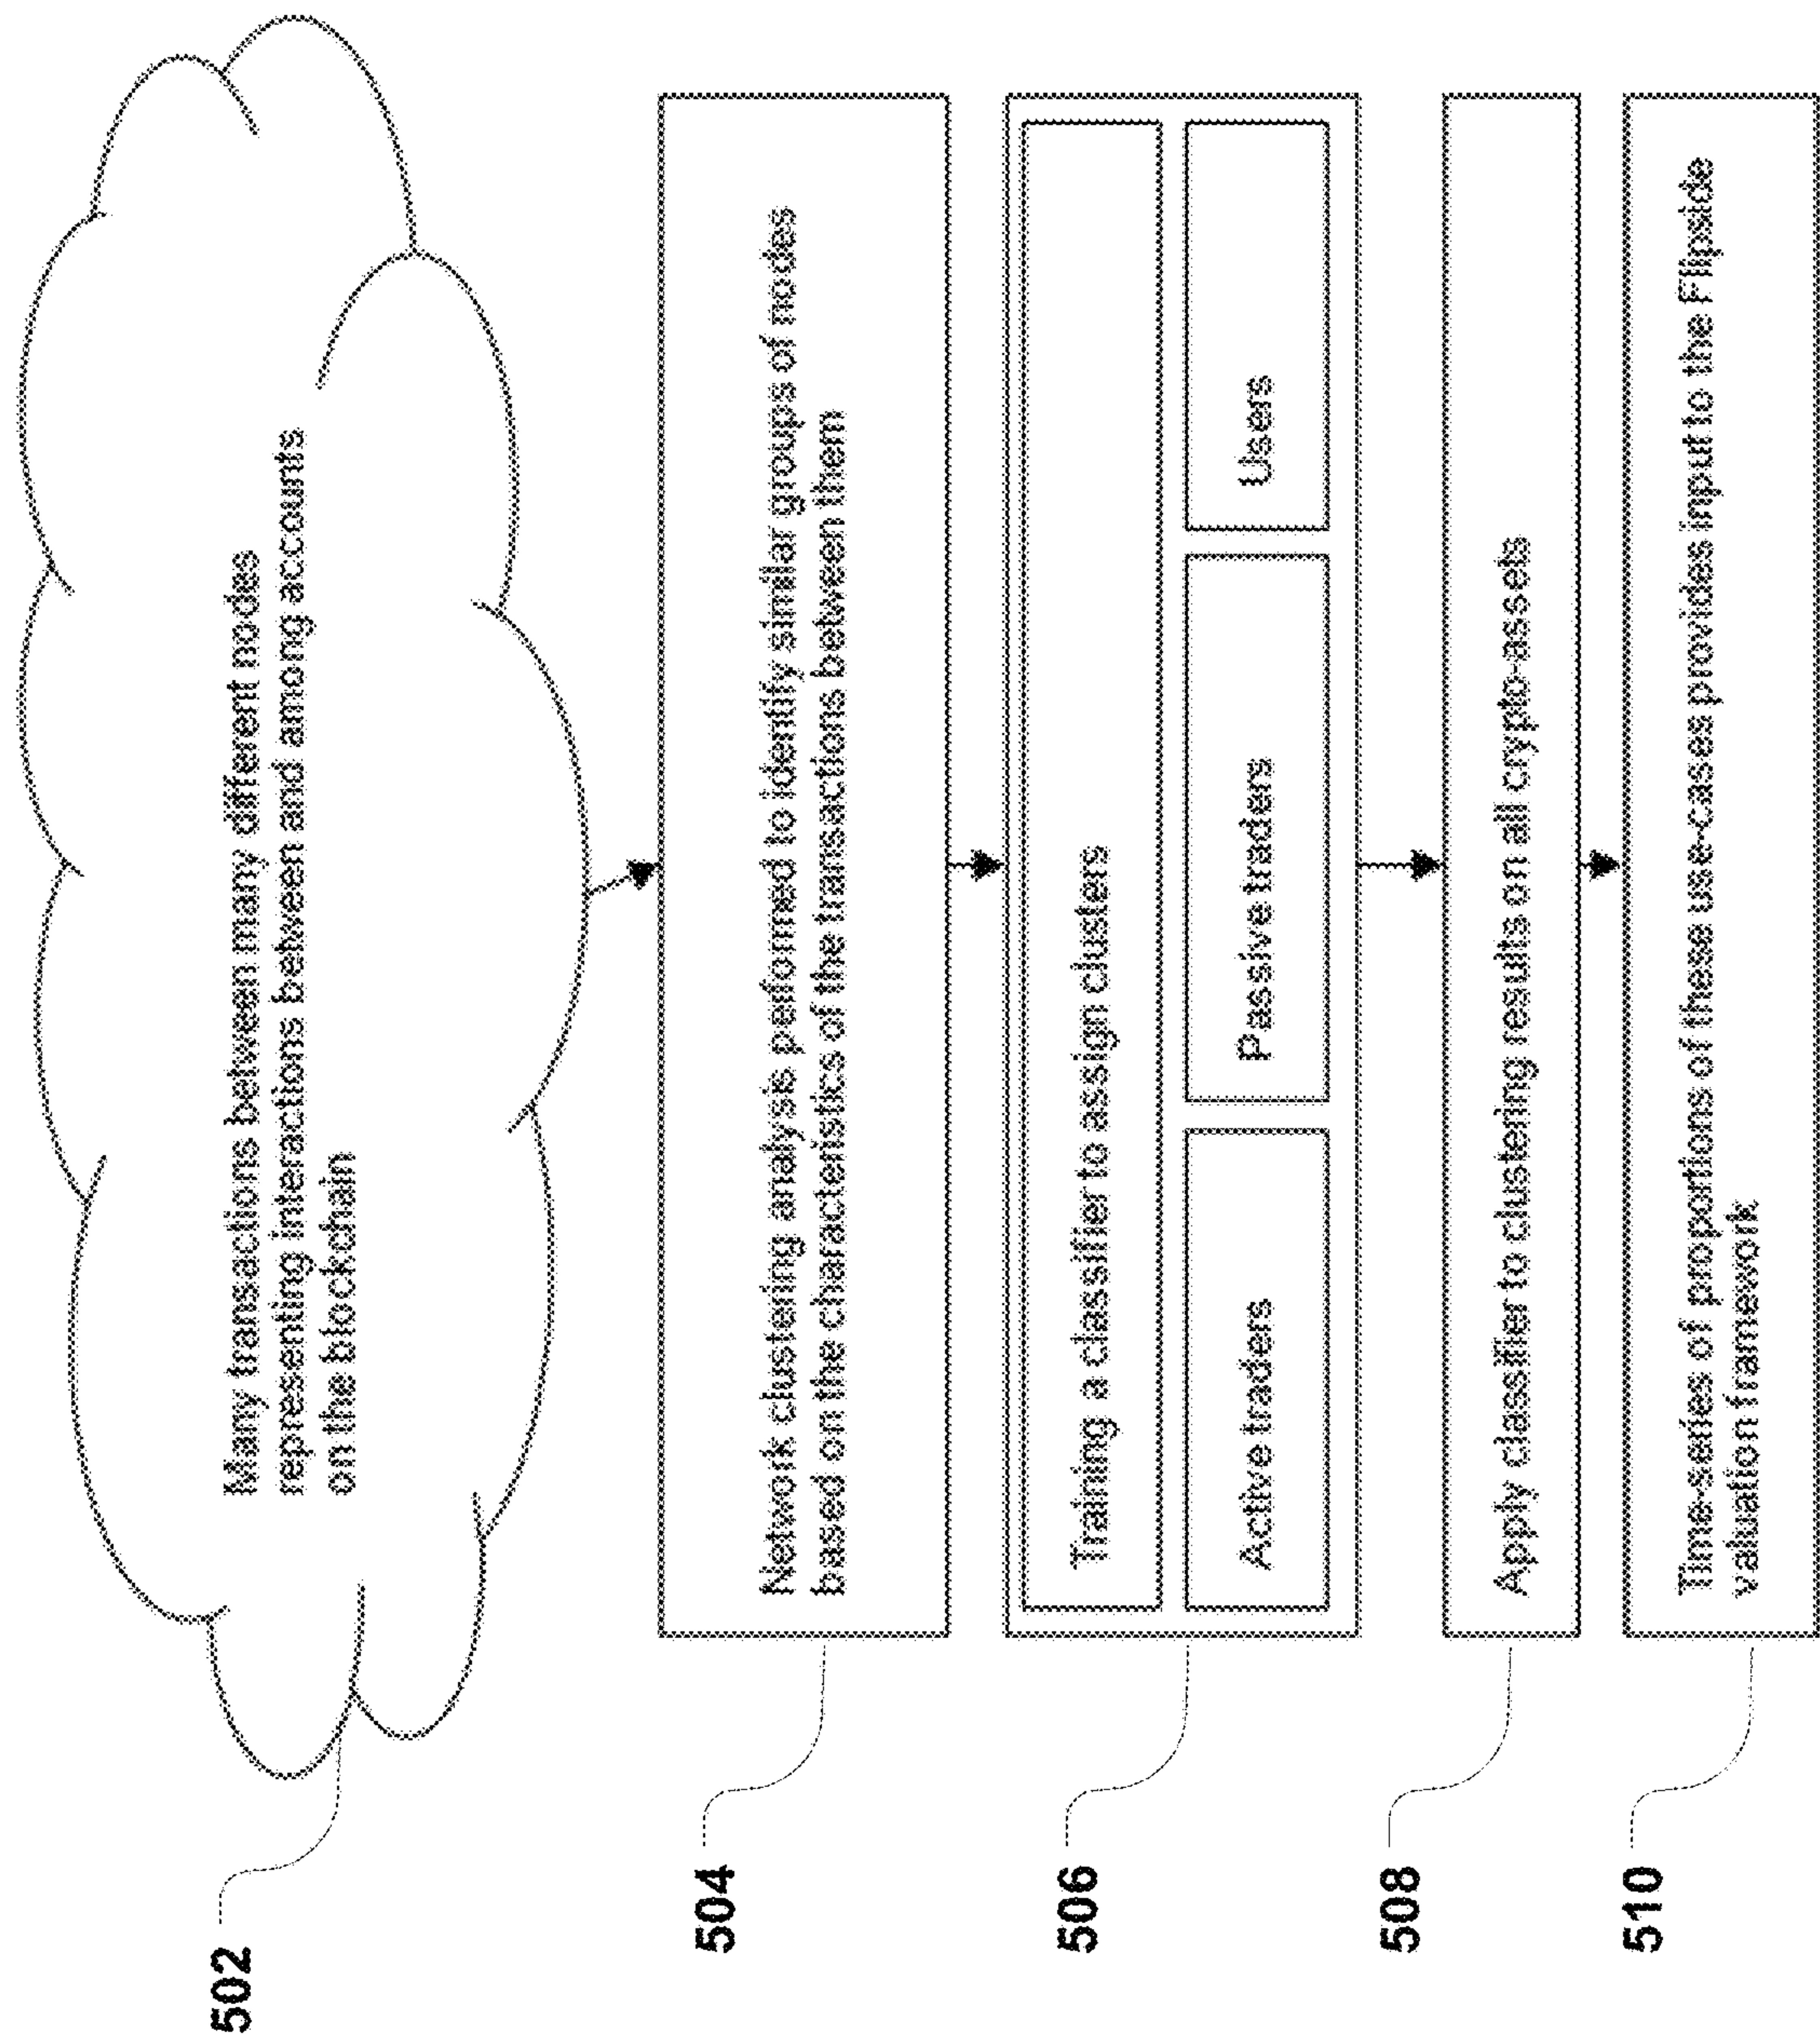 502
Many transactions between many different nodes
representing interactions between and among accounts
on the blockchain
504
Network clustering analysis performed to identify similar groups of nodes
based on the characteristics of the transactions between them
506
Training a classifier to assign clusters
Active traders
Passive traders
Users
508
Apply classifier to clustering results on all crypto-assets
510
Time-series of proportions of these use-cases provides input to the Flipside
valuation framework